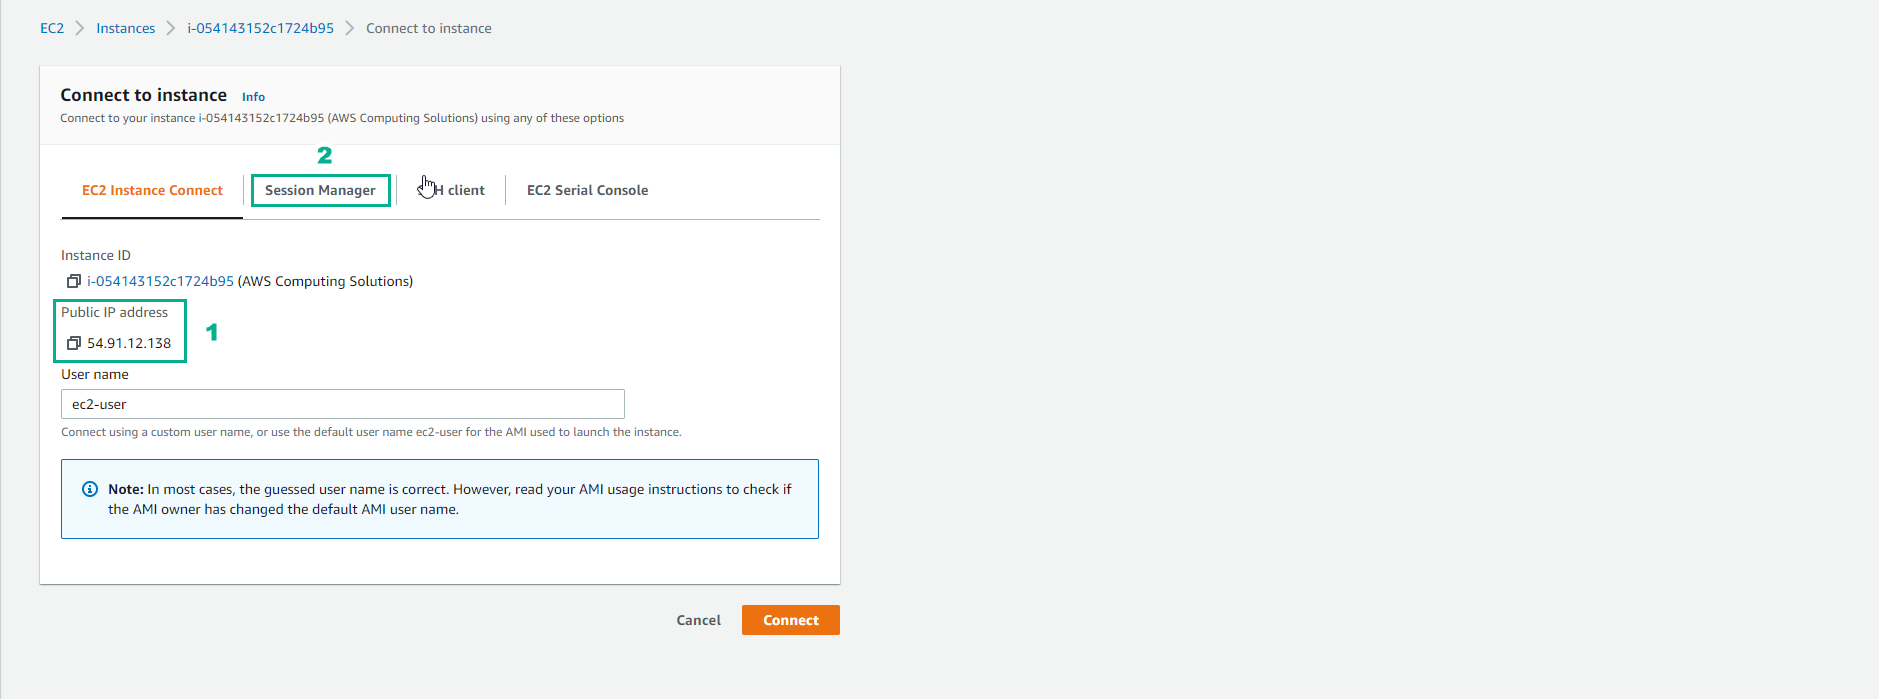 EC2 Instances i-054143152c1724b95 Connect to instance
Connect to instance Info
Connect to your instance i-054143152c1724b95 (AWS Computing Solutions) using any of these options
2
EC2 Instance Connect Session Manager H client EC2 Serial Console
Instance ID
i-054143152c1724b95 (AWS Computing Solutions)
Public IP address
1
54.91.12.138
User name
ec2-user
Connect using a custom user name, or use the default user name ec2-user for the AMI used to launch the instance.
Note: In most cases, the guessed user name is correct. However, read your AMI usage instructions to check if
the AMI owner has changed the default AMI user name.
Cancel Connect